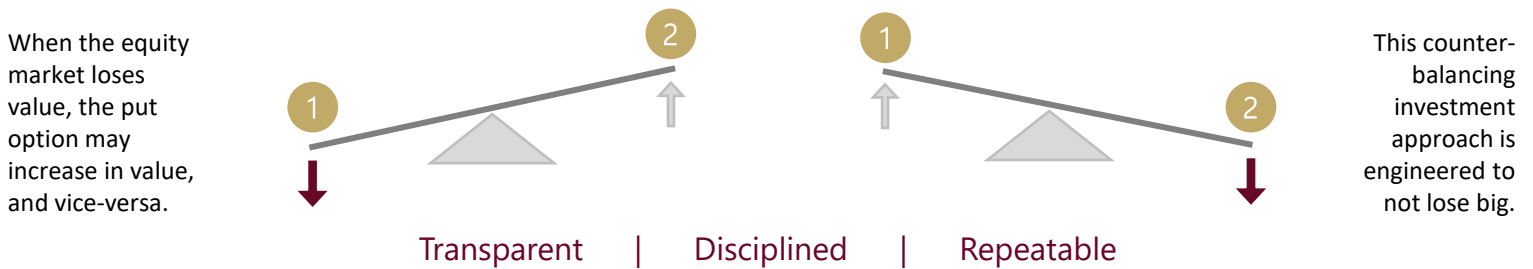 When the equity
market loses
value, the put
option may
increase in value,
and vice-versa.
1
2
1
2
This counter-
balancing
investment
approach is
engineered to
not lose big.
Transparent | Disciplined | Repeatable